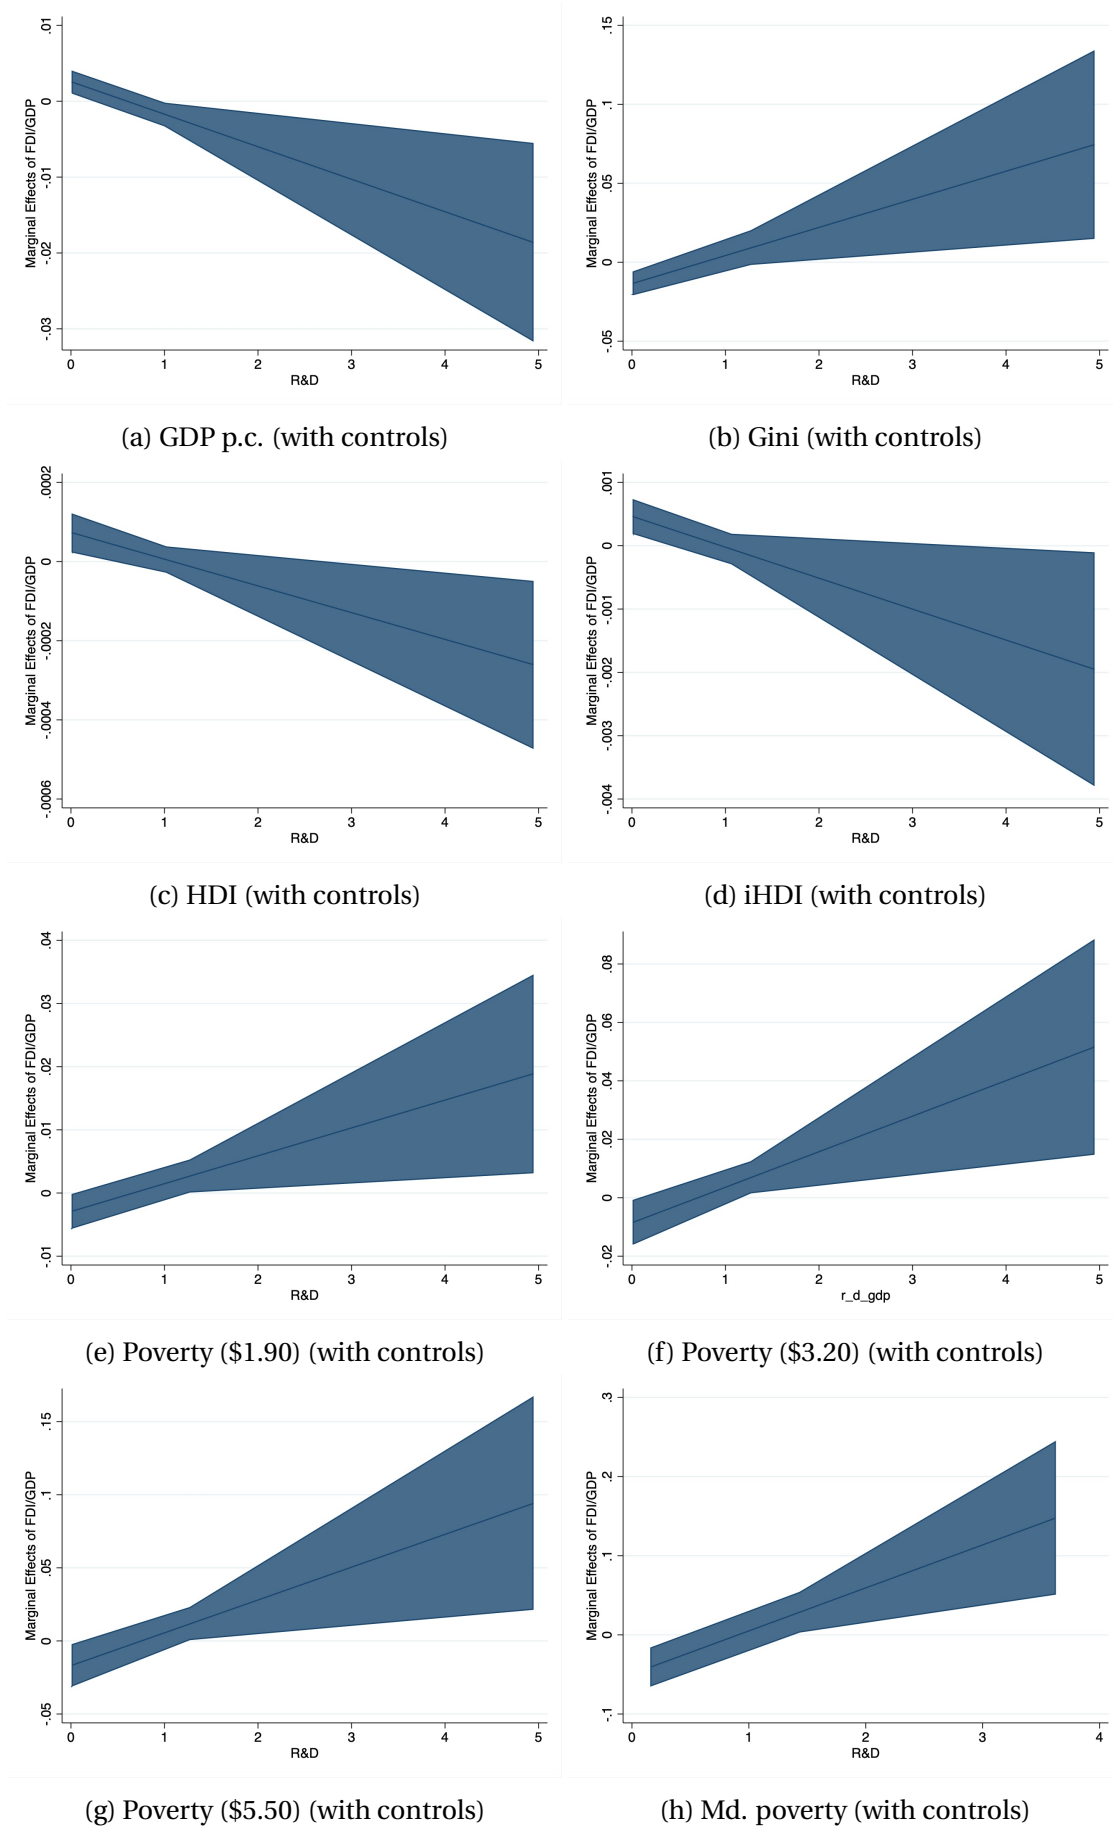 Marginal Effects of FDI/GDP
.01
0
-.01
-.02
-.03
0 1 2 3 4 5
R&D
(a) GDP p.c. (with controls)
Marginal Effects of FDI/GDP
.15
.1
.05
0
-.05
0 1 2 3 4 5
R&D
(b) Gini (with controls)
Marginal Effects of FDI/GDP
.0002
0
-.0002
-.0004
-.0006
0 1 2 3 4 5
R&D
(c) HDI (with controls)
Marginal Effects of FDI/GDP
.001
0
-.001
-.002
-.003
-.004
0 1 2 3 4 5
R&D
(d) iHDI (with controls)
Marginal Effects of FDI/GDP
.04
.03
.02
.01
0
-.01
0 1 2 3 4 5
R&D
(e) Poverty ($1.90) (with controls)
Marginal Effects of FDI/GDP
.08
.06
.04
.02
0
-.02
0 1 2 3 4 5
r_d_gdp
(f) Poverty ($3.20) (with controls)
Marginal Effects of FDI/GDP
.15
.1
.05
0
-.05
0 1 2 3 4 5
R&D
(g) Poverty ($5.50) (with controls)
Marginal Effects of FDI/GDP
.3
.2
.1
0
-.1
0 1 2 3 4
R&D
(h) Md. poverty (with controls)